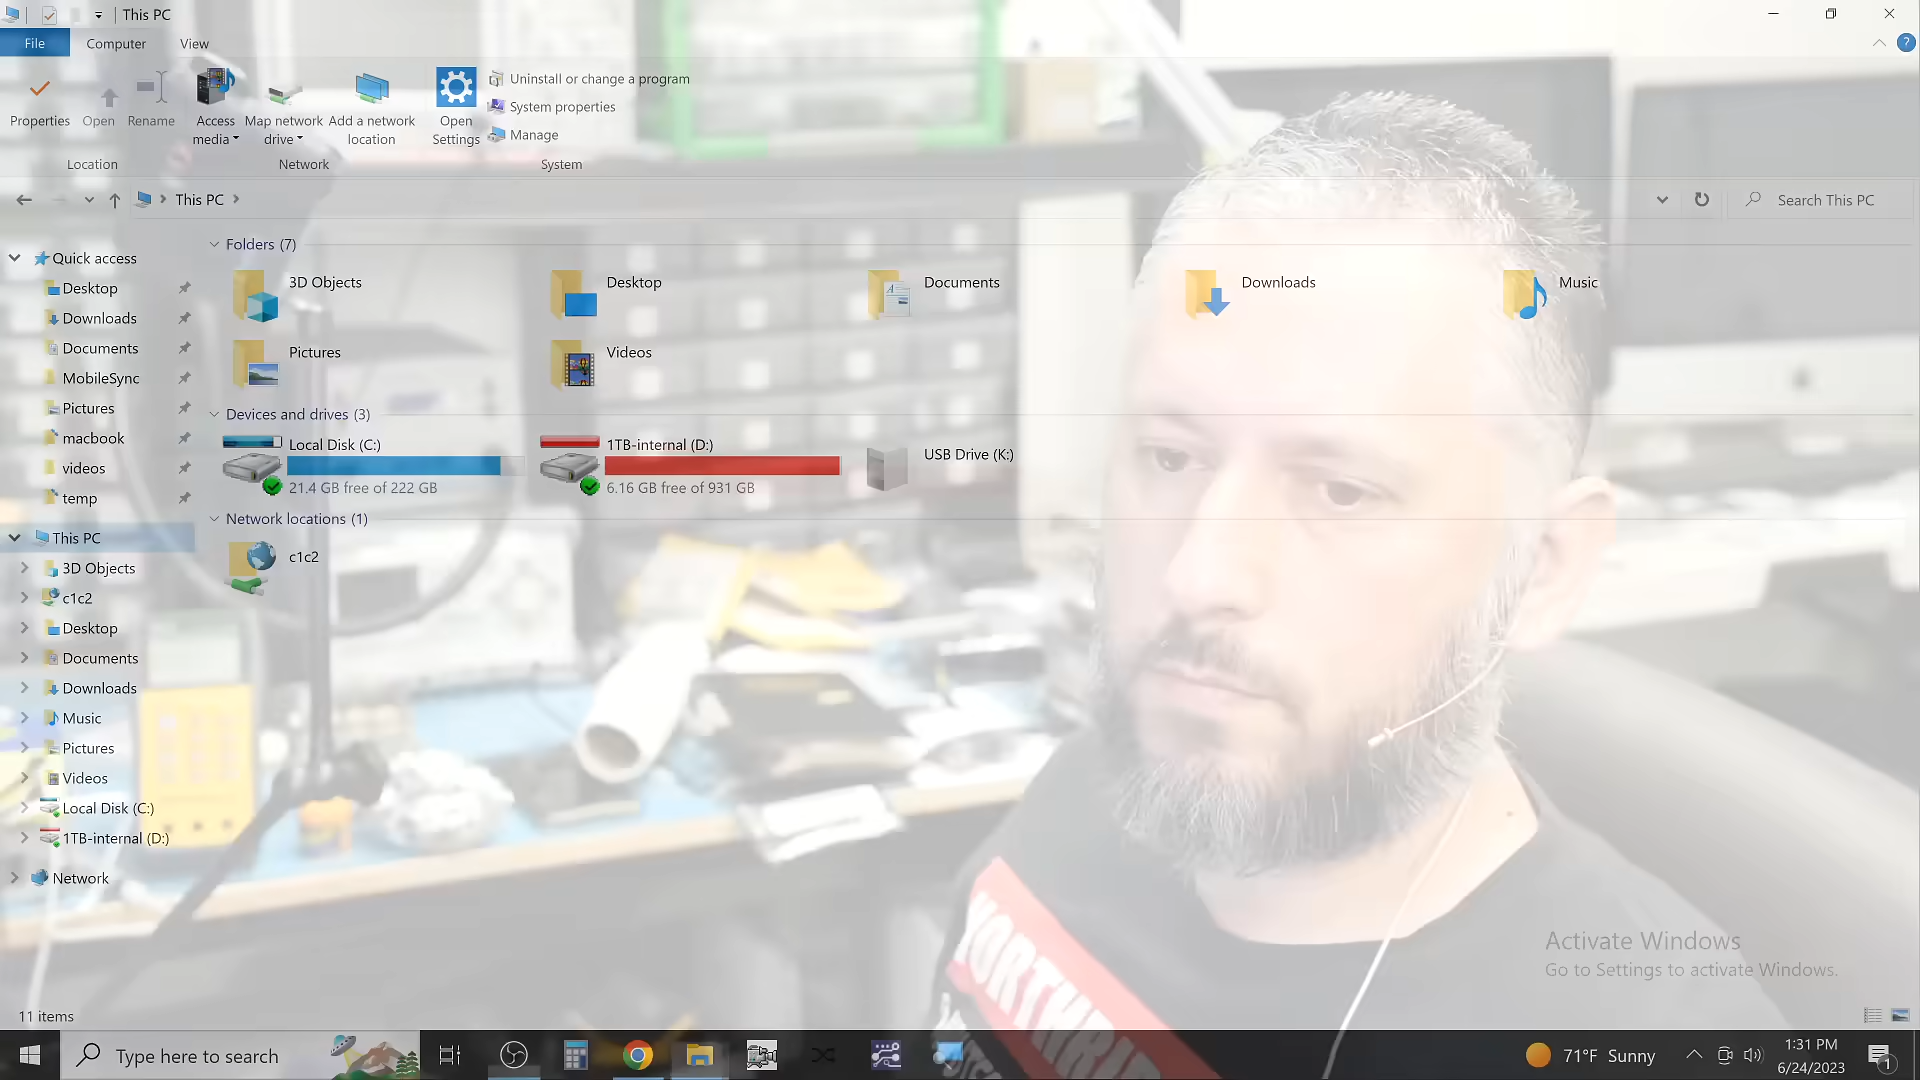 This PC
File Computer View
Properties Open Rename Access media Map network drive Add a network location Open Settings
Uninstall or change a program
System properties
Manage
Location Network System
This PC
Search This PC
Quick access
Desktop
Downloads
Documents
MobileSync
Pictures
macbook
videos
temp
This PC
3D Objects
c1c2
Desktop
Documents
Downloads
Music
Pictures
Videos
Local Disk (C:)
1TB-internal (D:)
Network
Folders (7)
3D Objects Desktop Documents Downloads Music
Pictures Videos
Devices and drives (3)
Local Disk (C:)
21.4 GB free of 222 GB
1TB-internal (D:)
6.16 GB free of 931 GB
USB Drive (K:)
Network locations (1)
c1c2
Activate Windows
Go to Settings to activate Windows.
11 items
Type here to search
71°F Sunny
1:31 PM
6/24/2023
1